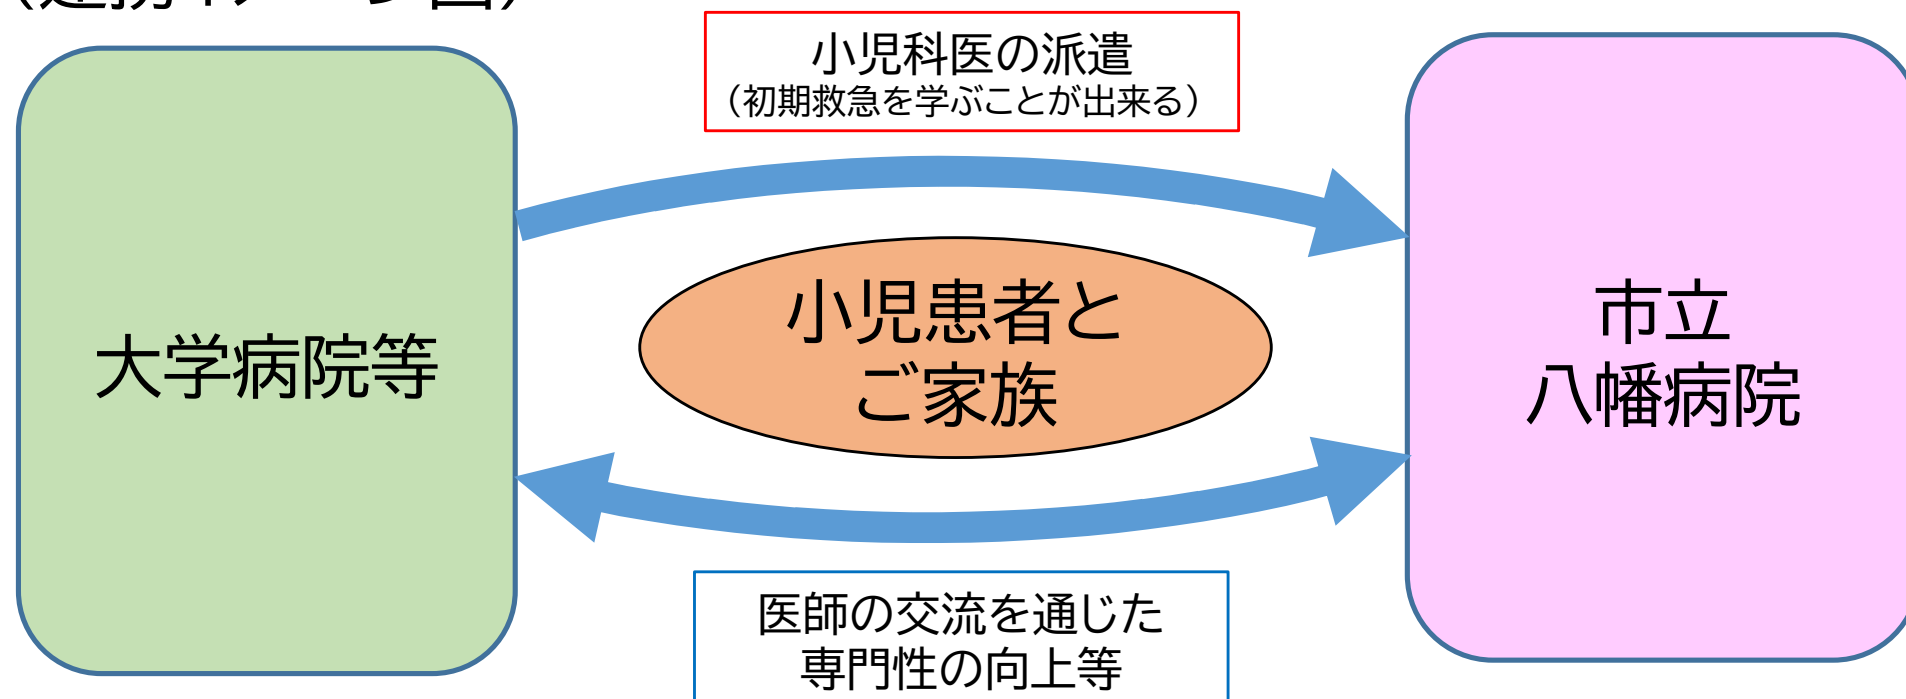 小児科医の派遣
（初期救急を学ぶことが出来る）
大学病院等
小児患者と
ご家族
市立
八幡病院
医師の交流を通じた
専門性の向上等